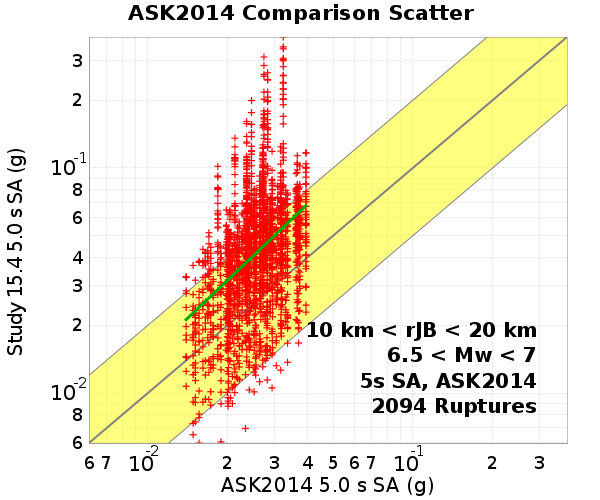 ASK2014 Comparison Scatter
Study 15.4 5.0 s SA (g)
3
2
10-1
8
6
4
3
2
10-2
8
6
10 km < rJB < 20 km
6.5 < Mw < 7
5s SA, ASK2014
2094 Ruptures
6 7 10-2 2 3 4 5 6 7 10-1 2 3
ASK2014 5.0 s SA (g)